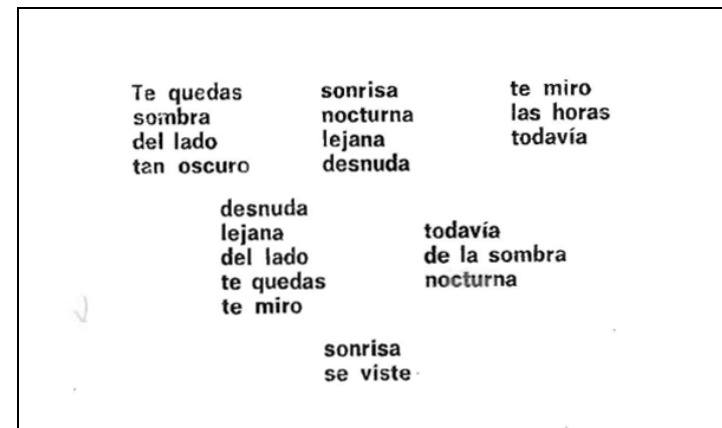 Te quedas
sombra
del lado
tan oscuro
sonrisa
nocturna
lejana
desnuda
te miro
las horas
todavía
desnuda
lejana
del lado
te quedas
te miro
todavía
de la sombra
nocturna
sonrisa
se viste